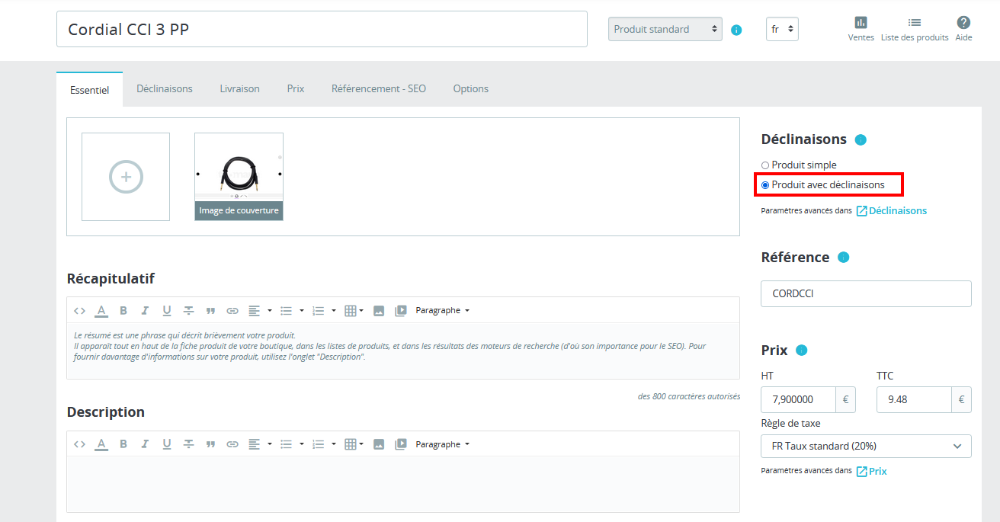 Cordial CCI 3 PP
Produit standard
fr
Ventes
Liste des produits
Aide
Essentiel
Déclinaisons
Livraison
Prix
Référencement - SEO
Options
Image de couverture
Déclinaisons
Produit simple
Produit avec déclinaisons
Paramètres avancés dans Déclinaisons
Référence
CORDCCI
Récapitulatif
Paragraphe
Le résumé est une phrase qui décrit brièvement votre produit.
Il apparaît tout en haut de la fiche produit de votre boutique, dans les listes de produits, et dans les résultats des moteurs de recherche (d'où son importance pour le SEO). Pour
fournir davantage d'informations sur votre produit, utilisez l'onglet "Description".
des 800 caractères autorisés
Prix
HT
TTC
7,900000 €
9.48 €
Règle de taxe
FR Taux standard (20%)
Paramètres avancés dans Prix
Description
Paragraphe